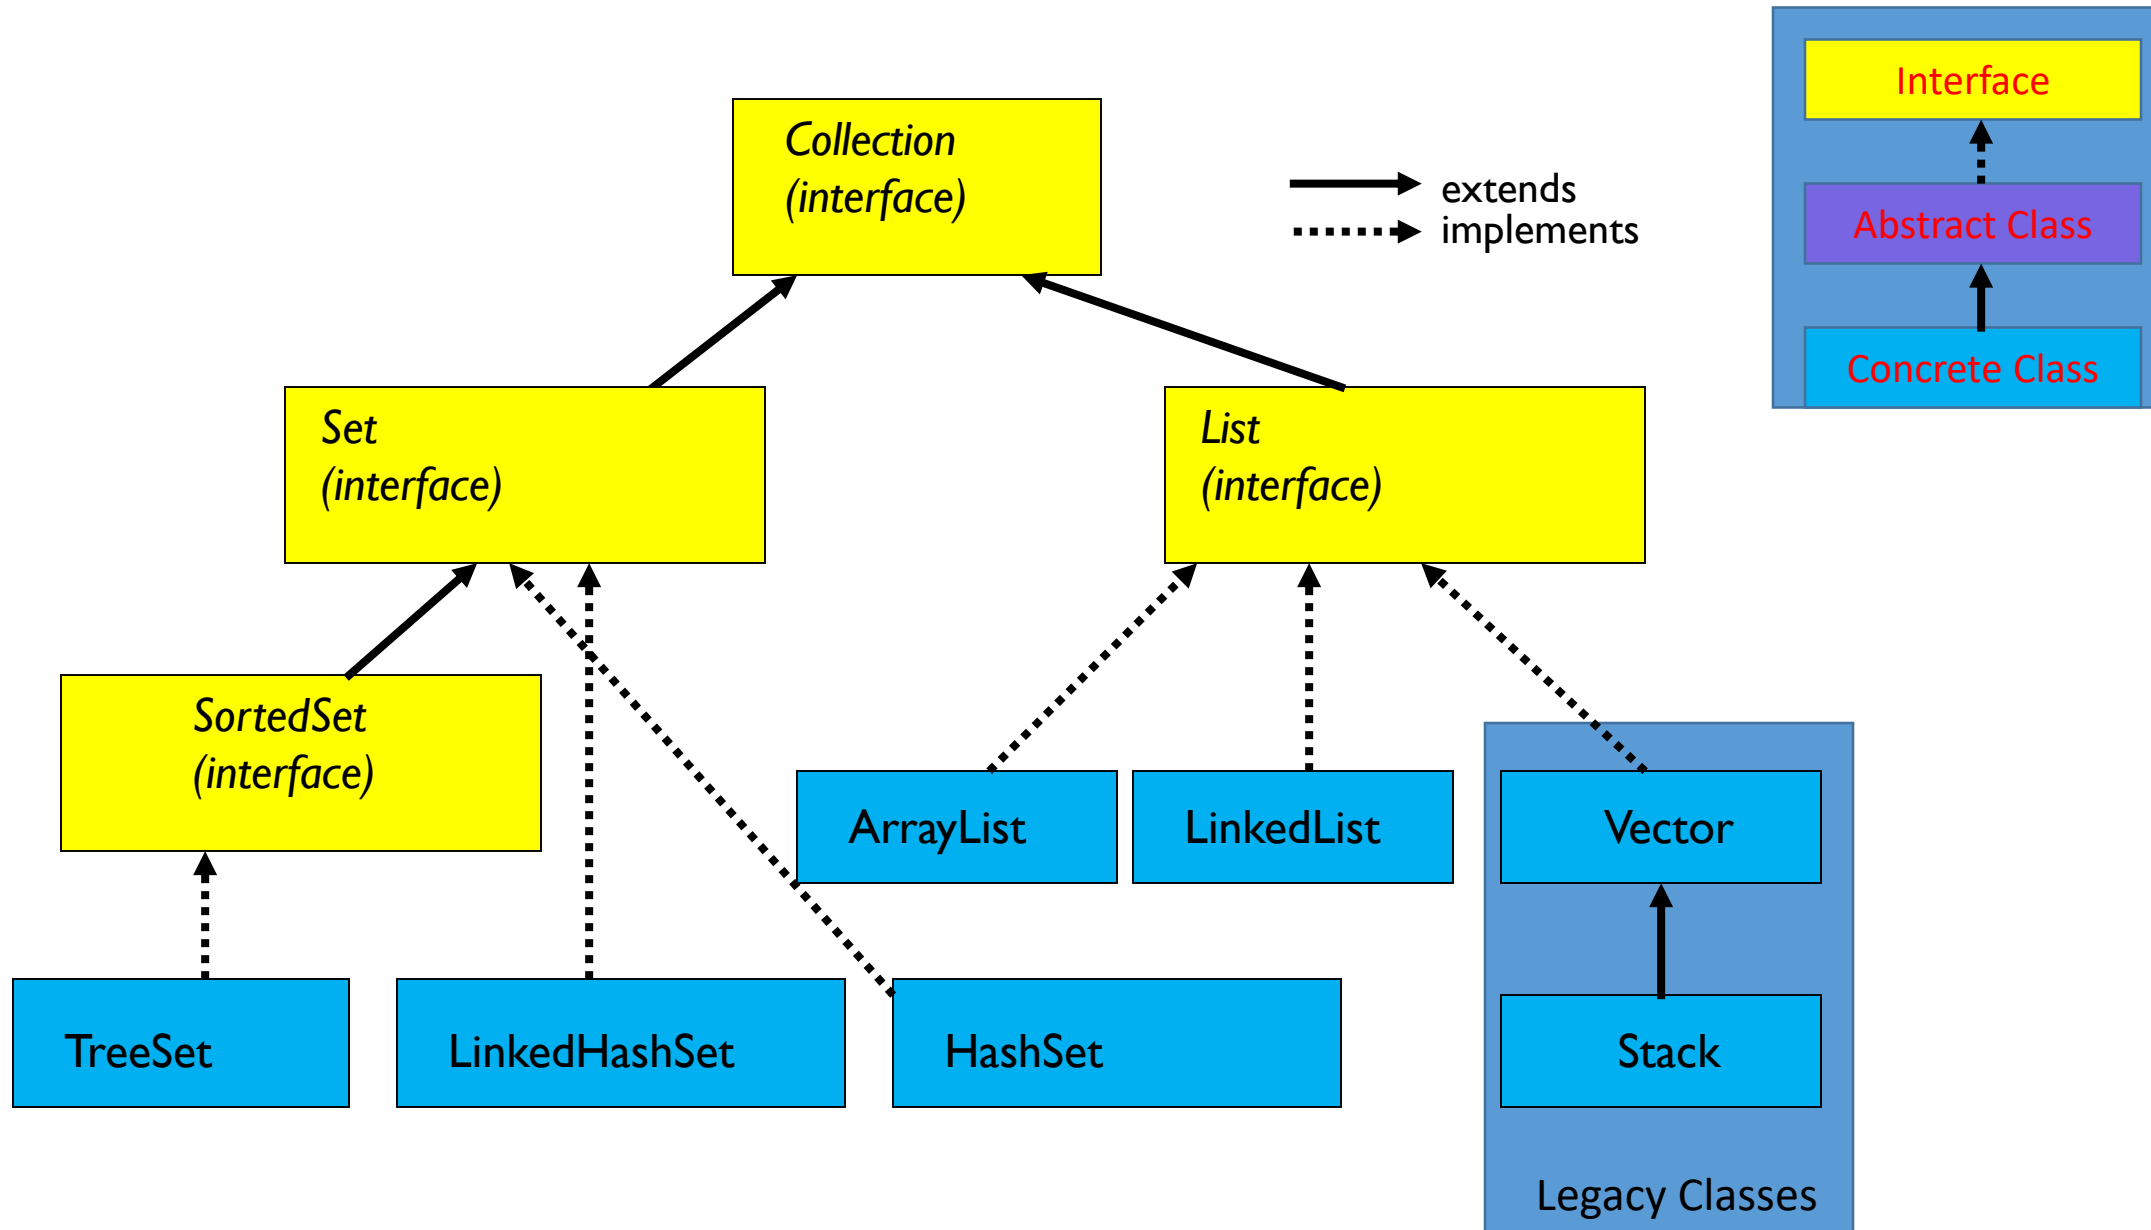 Interface
Collection
(interface)
extends
implements
Abstract Class
Concrete Class
Set
(interface)
List
(interface)
SortedSet
(interface)
ArrayList
LinkedList
Vector
TreeSet
LinkedHashSet
HashSet
Stack
Legacy Classes